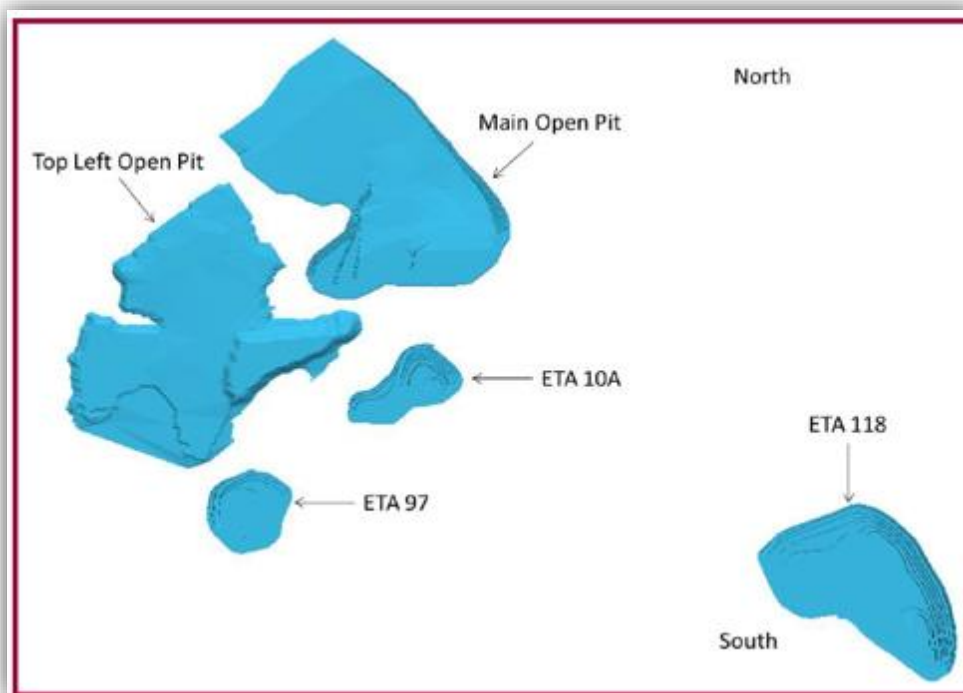 North
Main Open Pit
Top Left Open Pit
ETA 10A
ETA 118
ETA 97
South